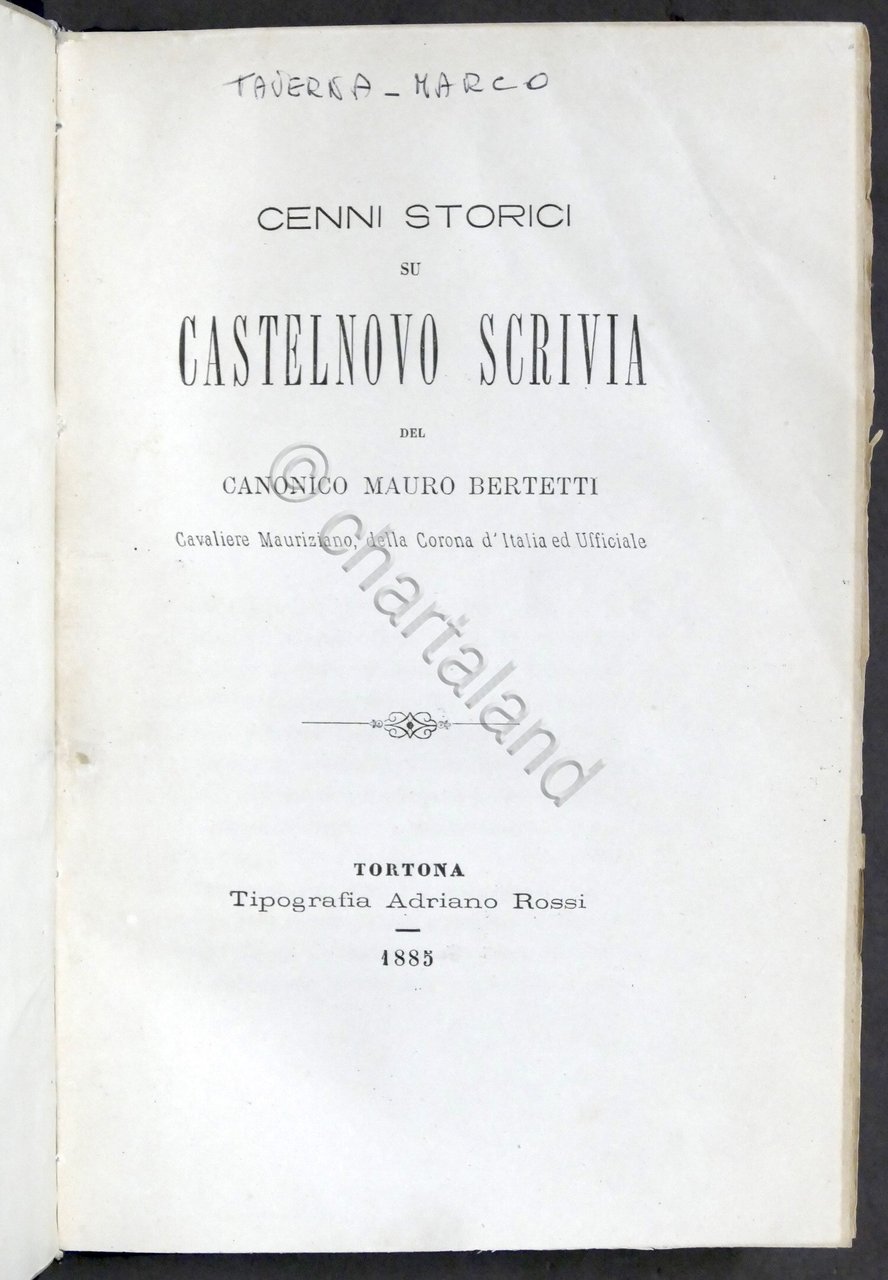 TAVERNA - MARCO
CENNI STORICI
SU
CASTELNOVO SCRIVIA
DEL
CANONICO MAURO BERTETTI
Cavaliere Mauriziano, della Corona d'Italia ed Ufficiale
© chartaland
TORTONA
Tipografia Adriano Rossi
1885